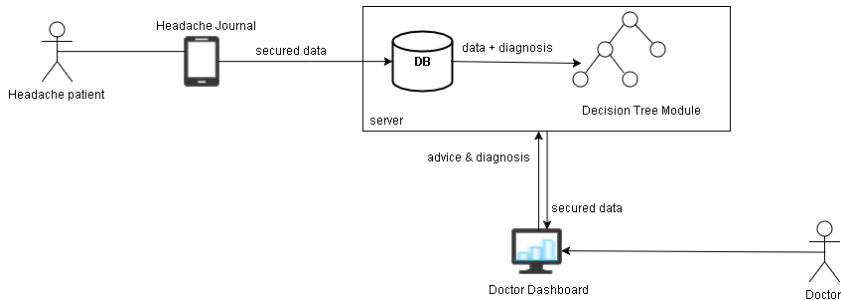 Headache Journal
secured data
DB
data + diagnosis
Headache patient
Decision Tree Module
server
advice & diagnosis
secured data
Doctor Dashboard
Doctor